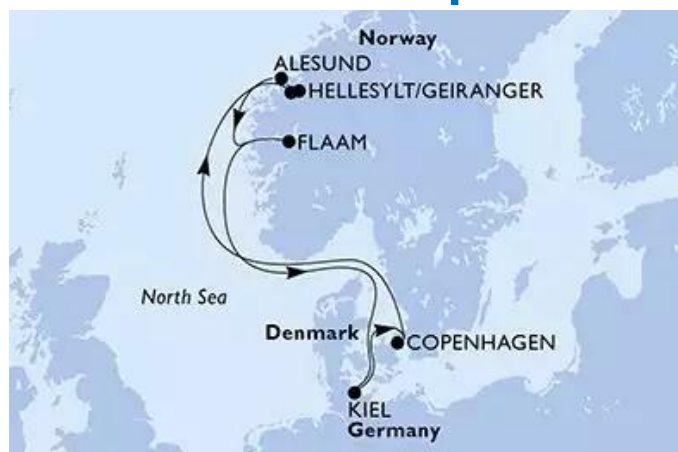 Norway
ALESUND
HELLESYLT/GEIRANGER
FLAAM
North Sea
Denmark
COPENHAGEN
KIEL
Germany